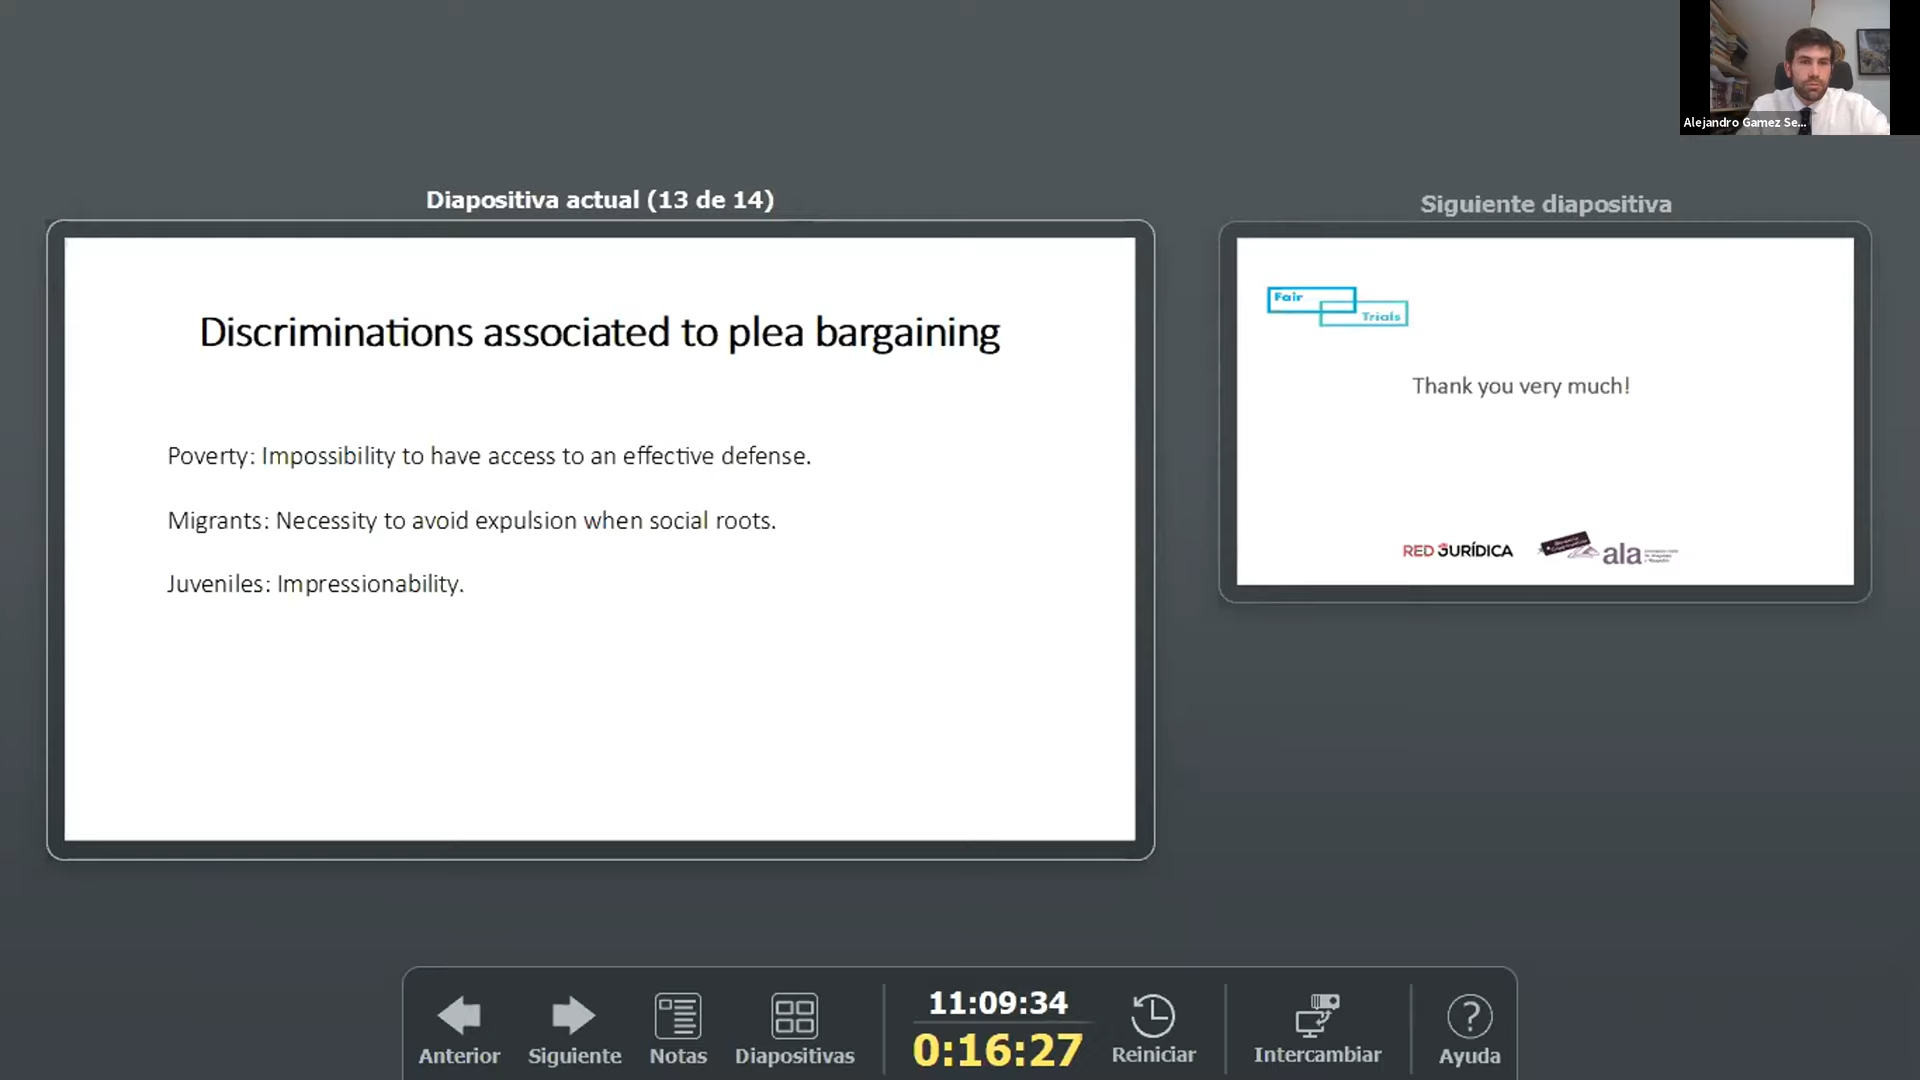 Alejandro Gamez Se...
Diapositiva actual (13 de 14)
Siguiente diapositiva
Discriminations associated to plea bargaining
Poverty: Impossibility to have access to an effective defense.
Migrants: Necessity to avoid expulsion when social roots.
Juveniles: Impressionability.
Fair
Trials
Thank you very much!
RED JURÍDICA
ala
Anterior
Siguiente
Notas
Diapositivas
11:09:34
0:16:27
Reiniciar
Intercambiar
Ayuda